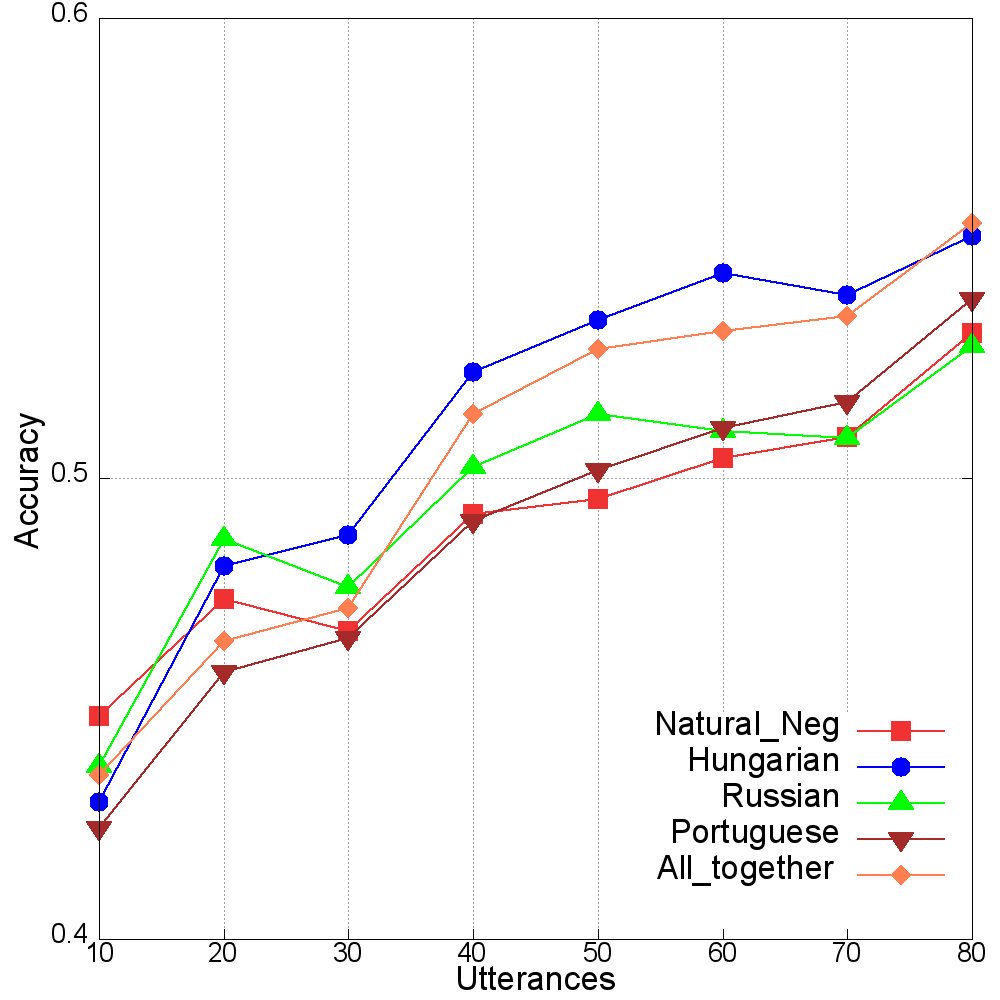 0.6
0.5
0.4
Accuracy
Natural_Neg
Hungarian
Russian
Portuguese
All_together
10 20 30 40 50 60 70 80
Utterances